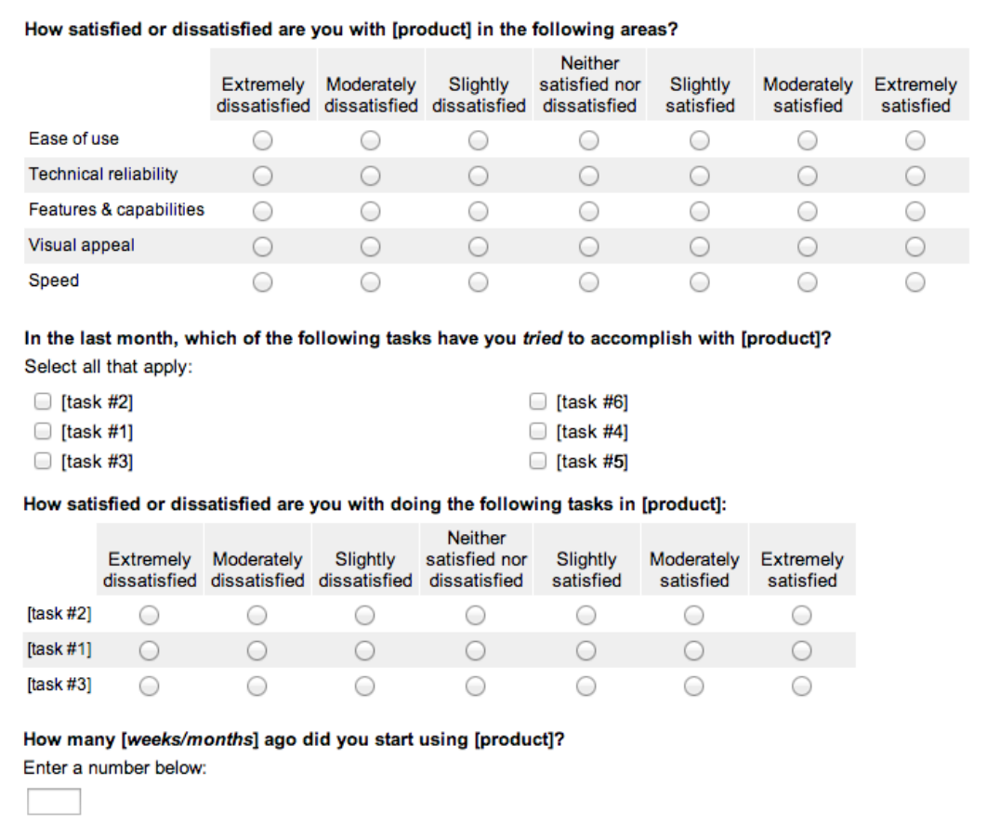 How satisfied or dissatisfied are you with [product] in the following areas?
Extremely dissatisfied Moderately dissatisfied Slightly dissatisfied Neither satisfied nor dissatisfied Slightly satisfied Moderately satisfied Extremely satisfied
Ease of use
Technical reliability
Features & capabilities
Visual appeal
Speed
In the last month, which of the following tasks have you tried to accomplish with [product]?
Select all that apply:
[task #2]
[task #1]
[task #3]
[task #6]
[task #4]
[task #5]
How satisfied or dissatisfied are you with doing the following tasks in [product]:
Extremely dissatisfied Moderately dissatisfied Slightly dissatisfied Neither satisfied nor dissatisfied Slightly satisfied Moderately satisfied Extremely satisfied
[task #2]
[task #1]
[task #3]
How many [weeks/months] ago did you start using [product]?
Enter a number below: